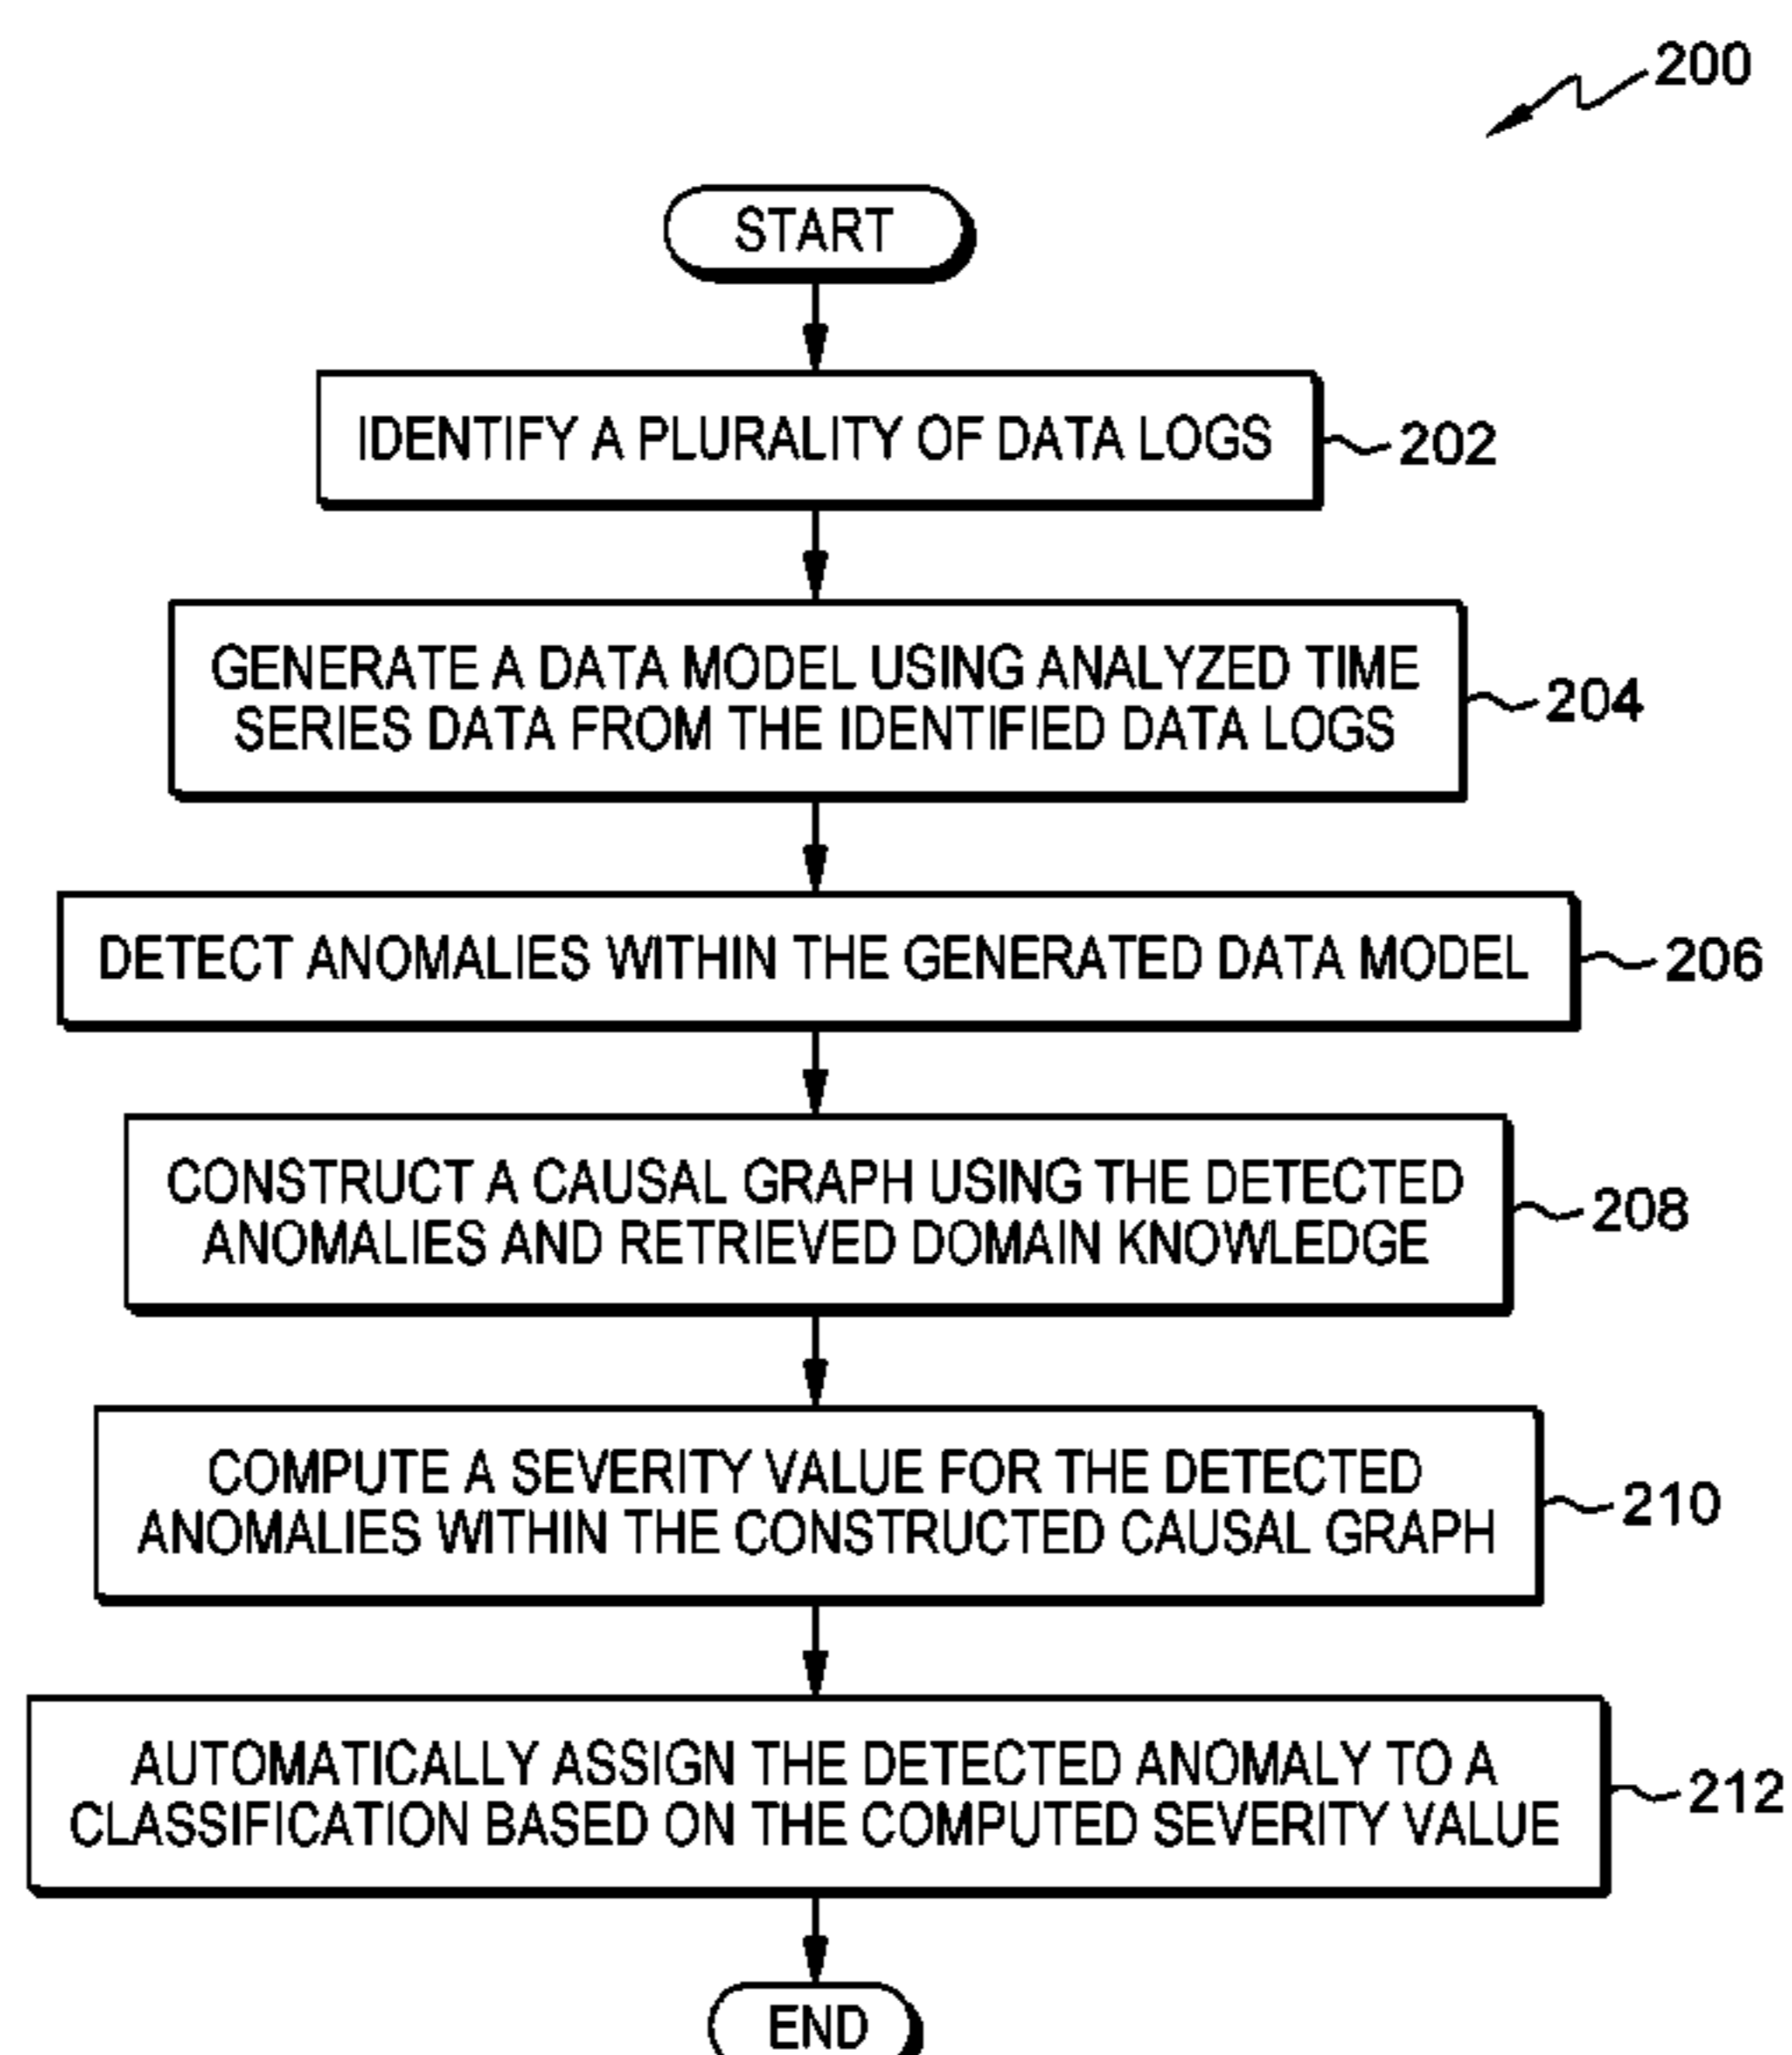 200
START
IDENTIFY A PLURALITY OF DATA LOGS
202
GENERATE A DATA MODEL USING ANALYZED TIME
SERIES DATA FROM THE IDENTIFIED DATA LOGS
204
DETECT ANOMALIES WITHIN THE GENERATED DATA MODEL
206
CONSTRUCT A CAUSAL GRAPH USING THE DETECTED
ANOMALIES AND RETRIEVED DOMAIN KNOWLEDGE
208
COMPUTE A SEVERITY VALUE FOR THE DETECTED
ANOMALIES WITHIN THE CONSTRUCTED CAUSAL GRAPH
210
AUTOMATICALLY ASSIGN THE DETECTED ANOMALY TO A
CLASSIFICATION BASED ON THE COMPUTED SEVERITY VALUE
212
END